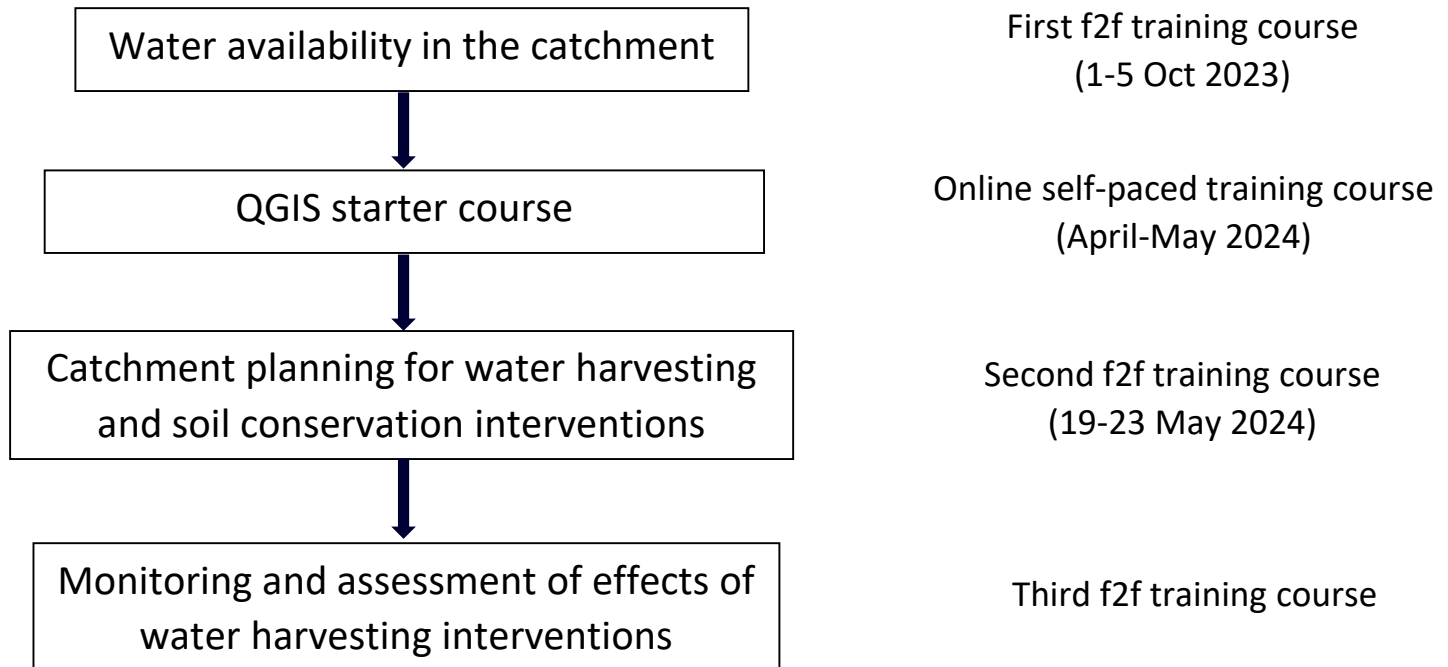 Water availability in the catchment
First f2f training course
(1-5 Oct 2023)
QGIS starter course
Online self-paced training course
(April-May 2024)
Catchment planning for water harvesting
and soil conservation interventions
Second f2f training course
(19-23 May 2024)
Monitoring and assessment of effects of
water harvesting interventions
Third f2f training course